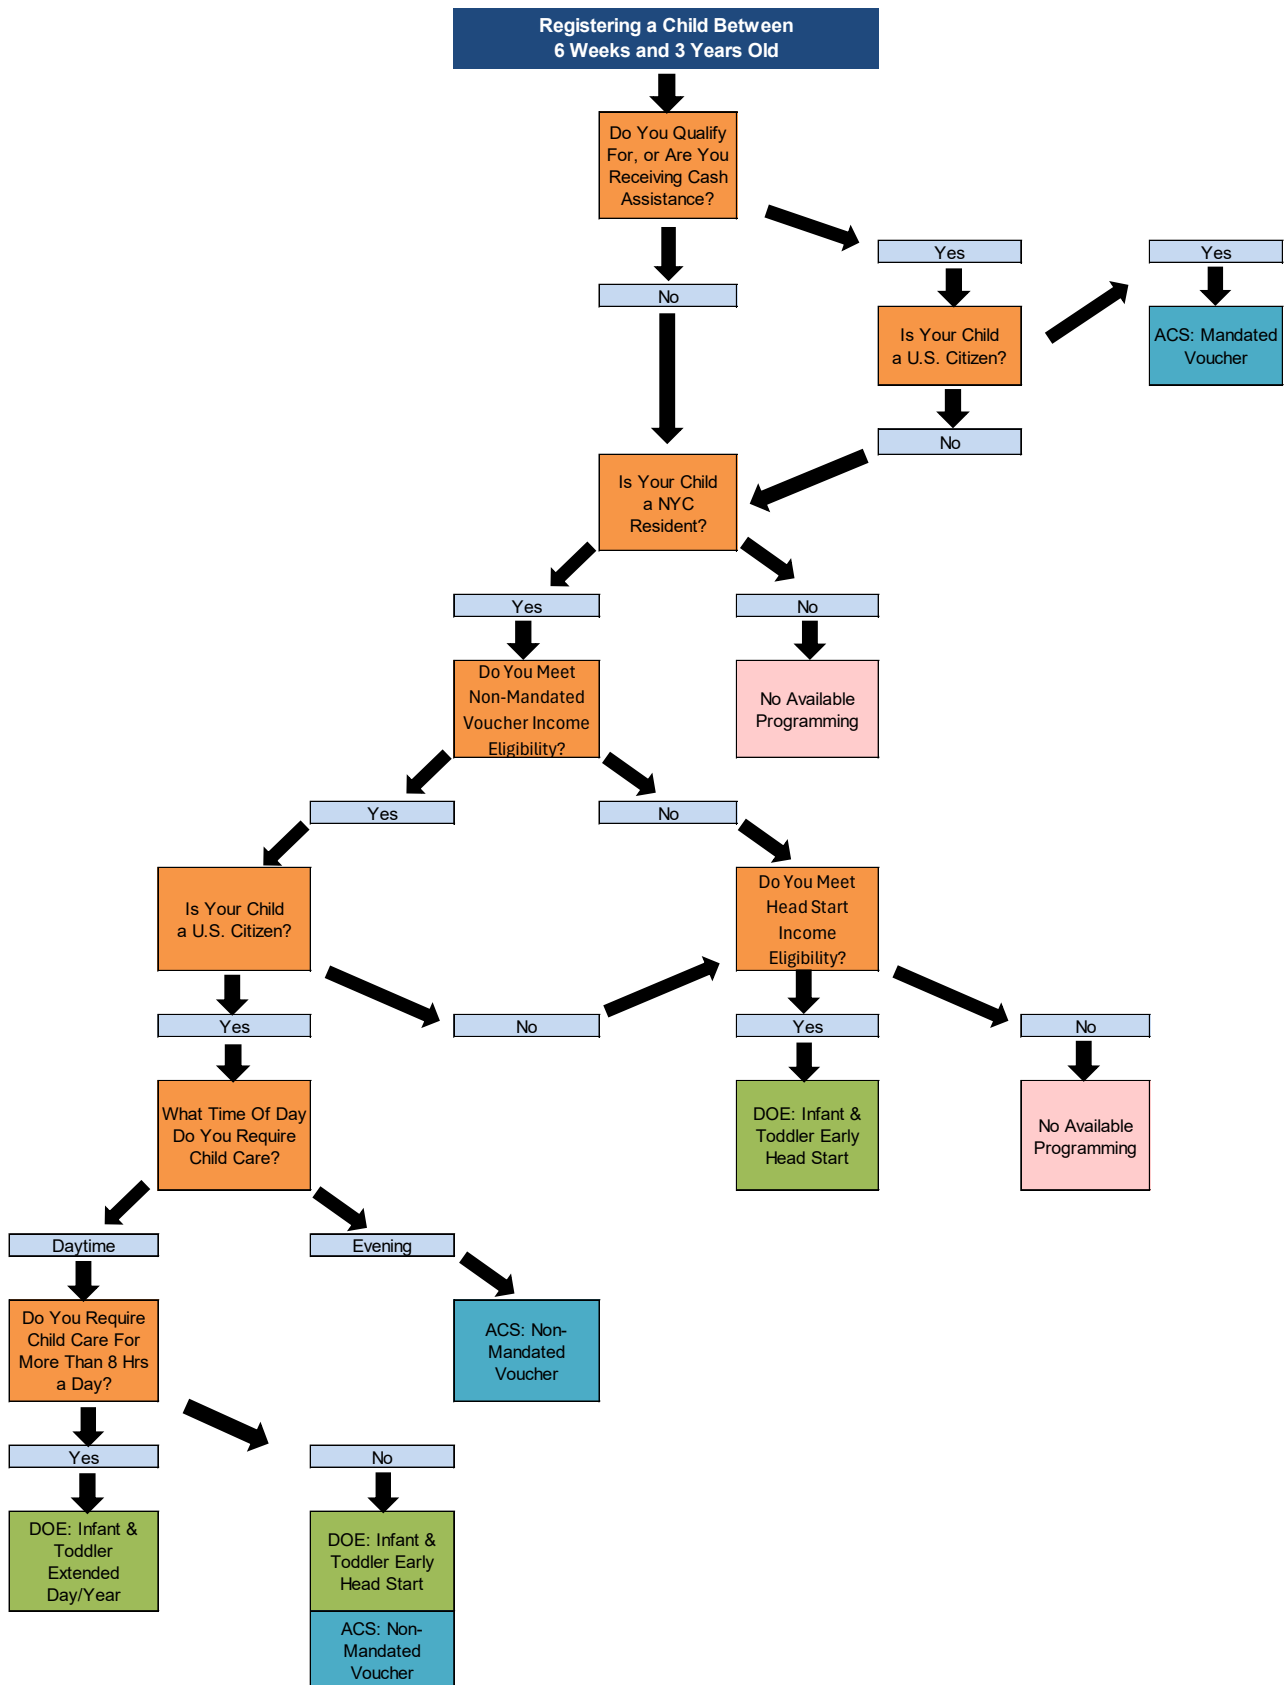 Registering a Child Between
6 Weeks and 3 Years Old
Do You Qualify
For, or Are You
Receiving Cash
Assistance?
Yes
Yes
No
Is Your Child
a U.S. Citizen?
ACS: Mandated
Voucher
No
Is Your Child
a NYC
Resident?
Yes
No
Do You Meet
Non-Mandated
Voucher Income
Eligibility?
No Available
Programming
Yes
No
Is Your Child
a U.S. Citizen?
Do You Meet
Head Start
Income
Eligibility?
Yes
No
Yes
No
What Time Of Day
Do You Require
Child Care?
DOE: Infant &
Toddler Early
Head Start
No Available
Programming
Daytime
Evening
Do You Require
Child Care For
More Than 8 Hrs
a Day?
ACS: Non-
Mandated
Voucher
Yes
No
DOE: Infant &
Toddler
Extended
Day/Year
DOE: Infant &
Toddler Early
Head Start
ACS: Non-
Mandated
Voucher